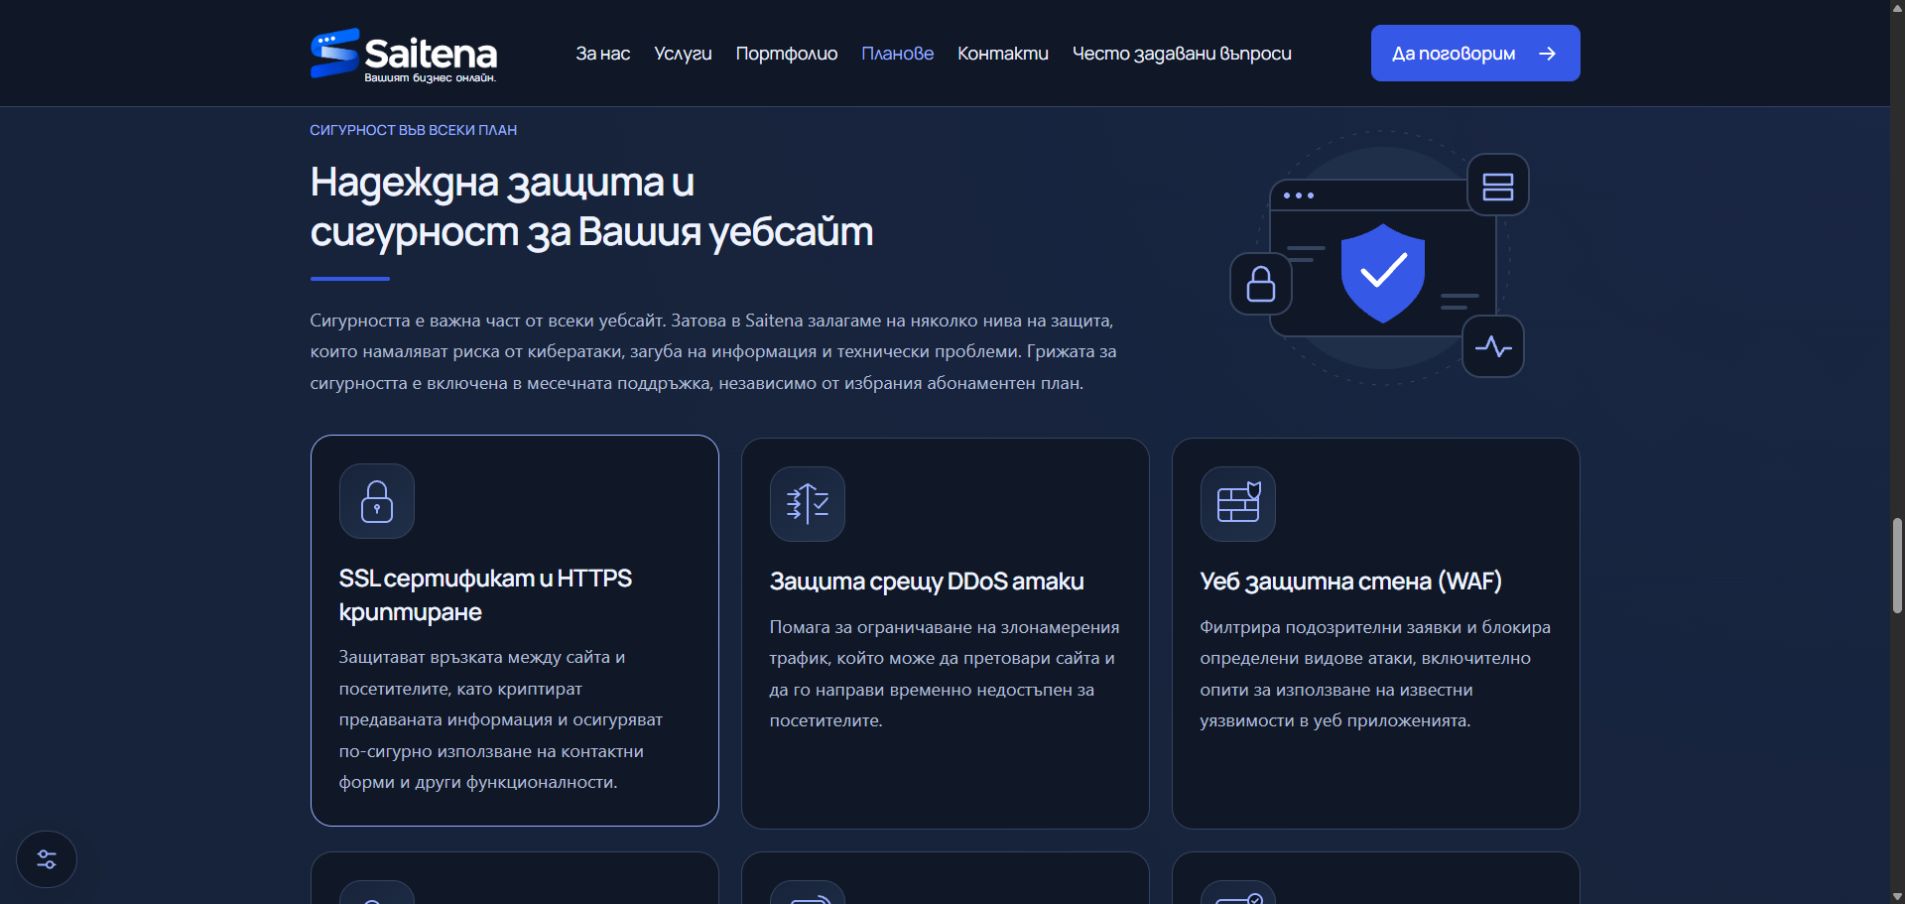 Saitena
Вашият бизнес онлайн.
За нас
Услуги
Портфолио
Планове
Контакти
Често задавани въпроси
Да поговорим
СИГУРНОСТ ВЪВ ВСЕКИ ПЛАН
Надеждна защита и
сигурност за Вашия уебсайт
Сигурността е важна част от всеки уебсайт. Затова в Saitena залагаме на няколко нива на защита,
които намаляват риска от кибератаки, загуба на информация и технически проблеми. Грижата за
сигурността е включена в месечната поддръжка, независимо от избрания абонаментен план.
SSL сертификат и HTTPS
криптиране
Защитават връзката между сайта и
посетителите, като криптират
предаваната информация и осигуряват
по-сигурно използване на контактни
форми и други функционалности.
Защита срещу DDoS атаки
Помага за ограничаване на злонамерения
трафик, който може да претовари сайта и
да го направи временно недостъпен за
посетителите.
Уеб защитна стена (WAF)
Филтрира подозрителни заявки и блокира
определени видове атаки, включително
опити за използване на известни
уязвимости в уеб приложенията.